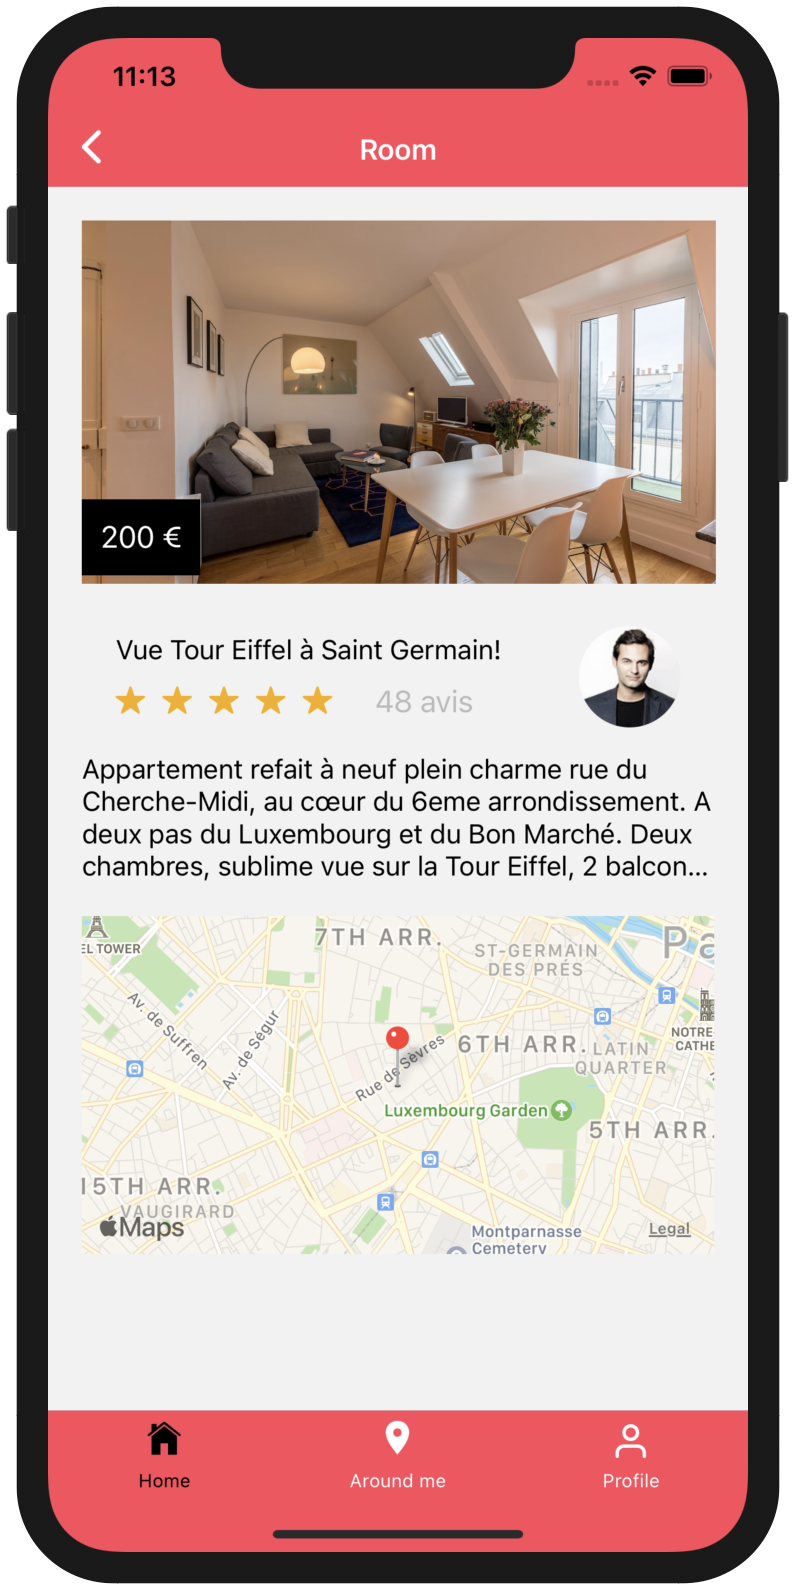 11:13
Room
200 €
Vue Tour Eiffel à Saint Germain!
48 avis
Appartement refait à neuf plein charme rue du
Cherche-Midi, au cœur du 6eme arrondissement. A
deux pas du Luxembourg et du Bon Marché. Deux
chambres, sublime vue sur la Tour Eiffel, 2 balcon...
EL TOWER
7TH ARR.
ST-GERMAIN
DES PRÉS
Pa
Av. de Suffren
Av. de Ségur
Rue de Sèvres
6TH ARR.
LATIN
QUARTER
NOTRE
CATHE
Luxembourg Garden
5TH ARR.
15TH ARR.
VAUGIRARD
Maps
Montparnasse
Cemetery
Legal
Home
Around me
Profile